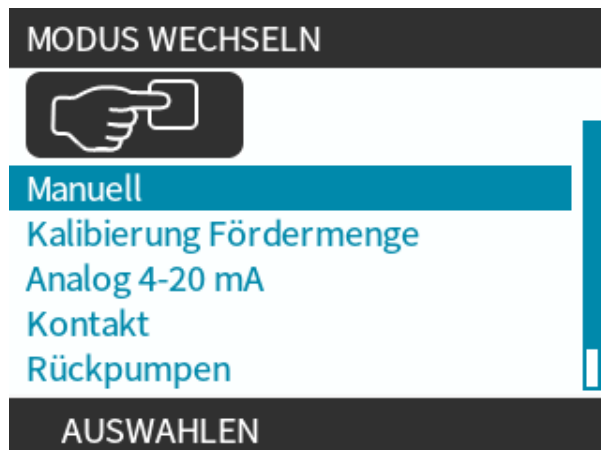 MODUS WECHSELN
Manuell
Kalibierung Fördermenge
Analog 4-20 mA
Kontakt
Rückpumpen
AUSWAHLEN